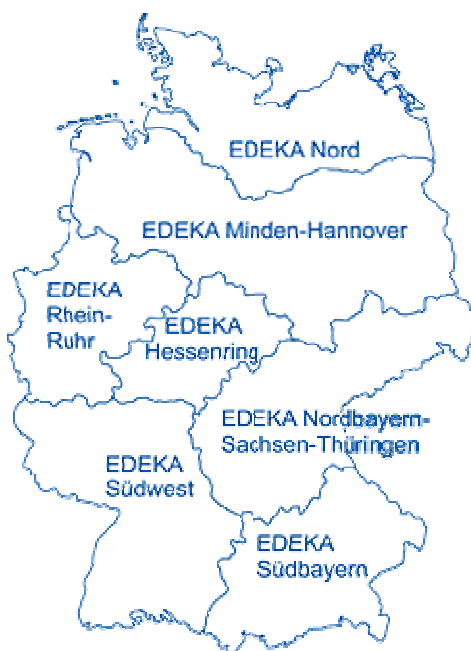 EDEKA Nord
EDEKA Minden-Hannover
EDEKA
Rhein-
Ruhr
EDEKA
Hessenring
EDEKA Nordbayern-
Sachsen-Thüringen
EDEKA
Südwest
EDEKA
Südbayern